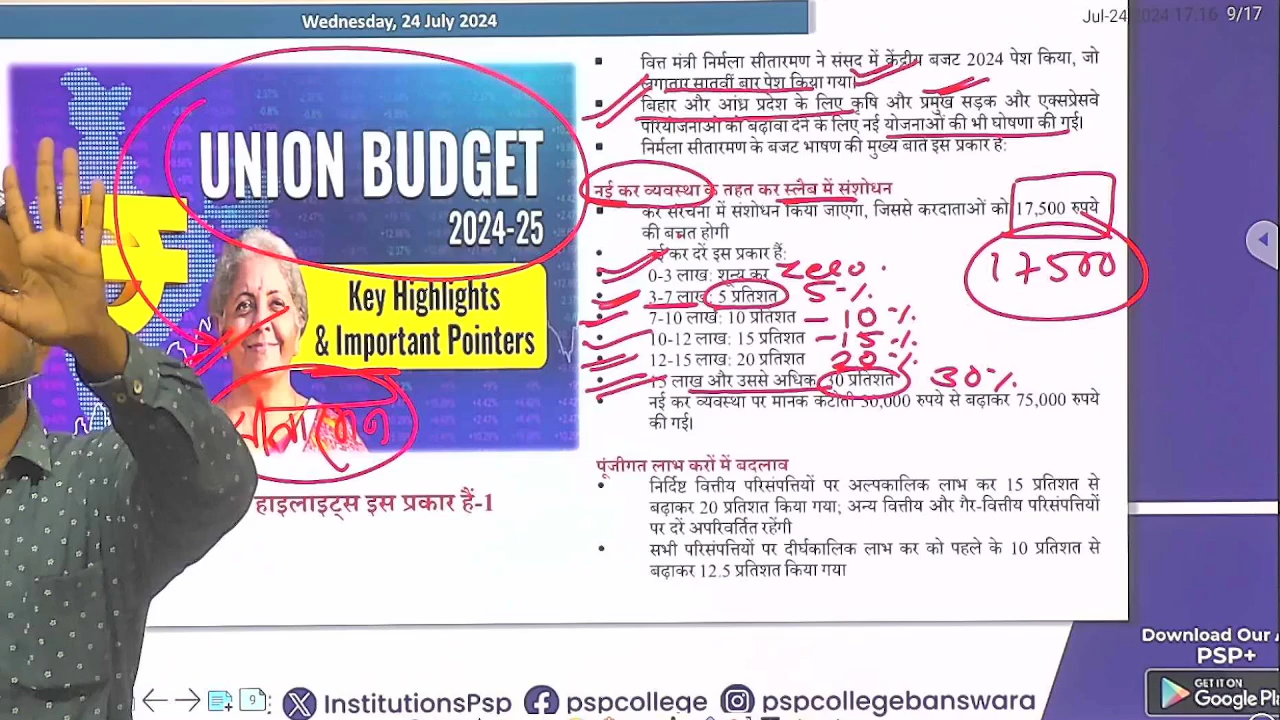 Wednesday, 24 July 2024
Jul-24 2024 17:16 9/17
UNION BUDGET
2024-25
Key Highlights
& Important Pointers
हाइलाइट्स इस प्रकार हैं-1
वित्त मंत्री निर्मला सीतारमण ने संसद में केंद्रीय बजट 2024 पेश किया, जो
लगातार सातवीं बार पेश किया गया।
बिहार और आंध्र प्रदेश के लिए कृषि और प्रमुख सड़क और एक्सप्रेसवे
परियोजनाओं को बढ़ावा देने के लिए नई योजनाओं की भी घोषणा की गई।
निर्मला सीतारमण के बजट भाषण की मुख्य बातें इस प्रकार है:
नई कर व्यवस्था के तहत कर स्लैब में संशोधन
कर संरचना में संशोधन किया जाएगा, जिससे करदाताओं को 17,500 रुपये
की बचत होगी
17500
नई कर दरें इस प्रकार हैं:
0-3 लाख: शून्य कर zero.
3-7 लाख: 5 प्रतिशत 5%
7-10 लाख: 10 प्रतिशत - 10%
10-12 लाख: 15 प्रतिशत - 15%
12-15 लाख: 20 प्रतिशत 20%
15 लाख और उससे अधिक: 30 प्रतिशत 30%
नई कर व्यवस्था पर मानक कटौती 50,000 रुपये से बढ़ाकर 75,000 रुपये
की गई।
पूंजीगत लाभ करों में बदलाव
निर्दिष्ट वित्तीय परिसंपत्तियों पर अल्पकालिक लाभ कर 15 प्रतिशत से
बढ़ाकर 20 प्रतिशत किया गया; अन्य वित्तीय और गैर-वित्तीय परिसंपत्तियों
पर दरें अपरिवर्तित रहेंगी
सभी परिसंपत्तियों पर दीर्घकालिक लाभ कर को पहले के 10 प्रतिशत से
बढ़ाकर 12.5 प्रतिशत किया गया
Download Our
PSP+
GET IT ON
Google Pl
9
InstitutionsPsp pspcollege pspcollegebanswara